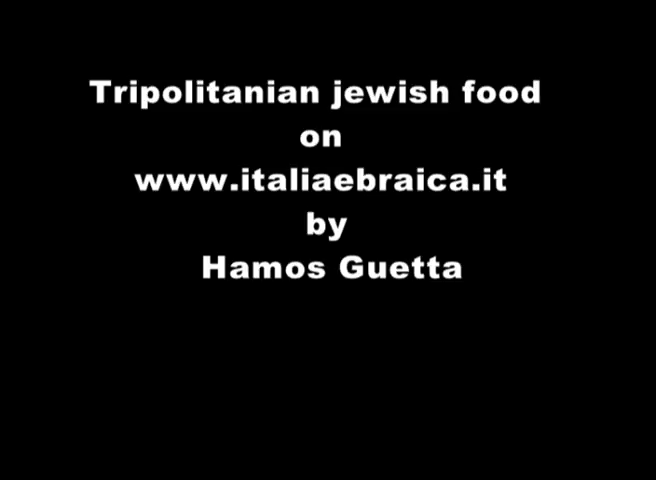 Tripolitanian jewish food
on
www.italiaebraica.it
by
Hamos Guetta